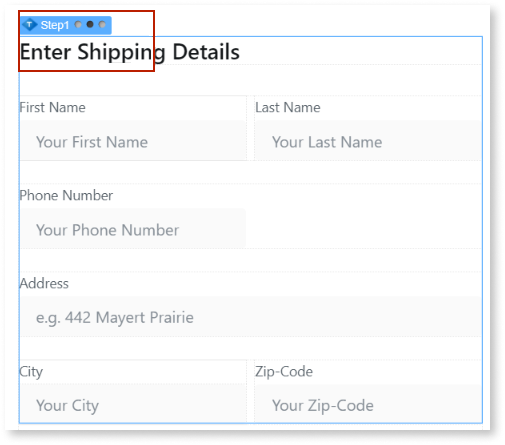 Step1
Enter Shipping Details
First Name
Last Name
Your First Name
Your Last Name
Phone Number
Your Phone Number
Address
e.g. 442 Mayert Prairie
City
Zip-Code
Your City
Your Zip-Code